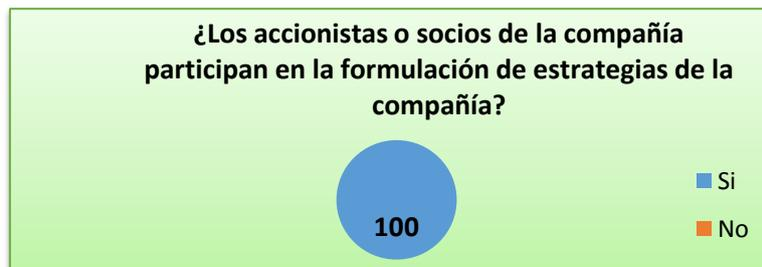 ¿Los accionistas o socios de la compañía
participan en la formulación de estrategias de la
compañía?
Si
100
No